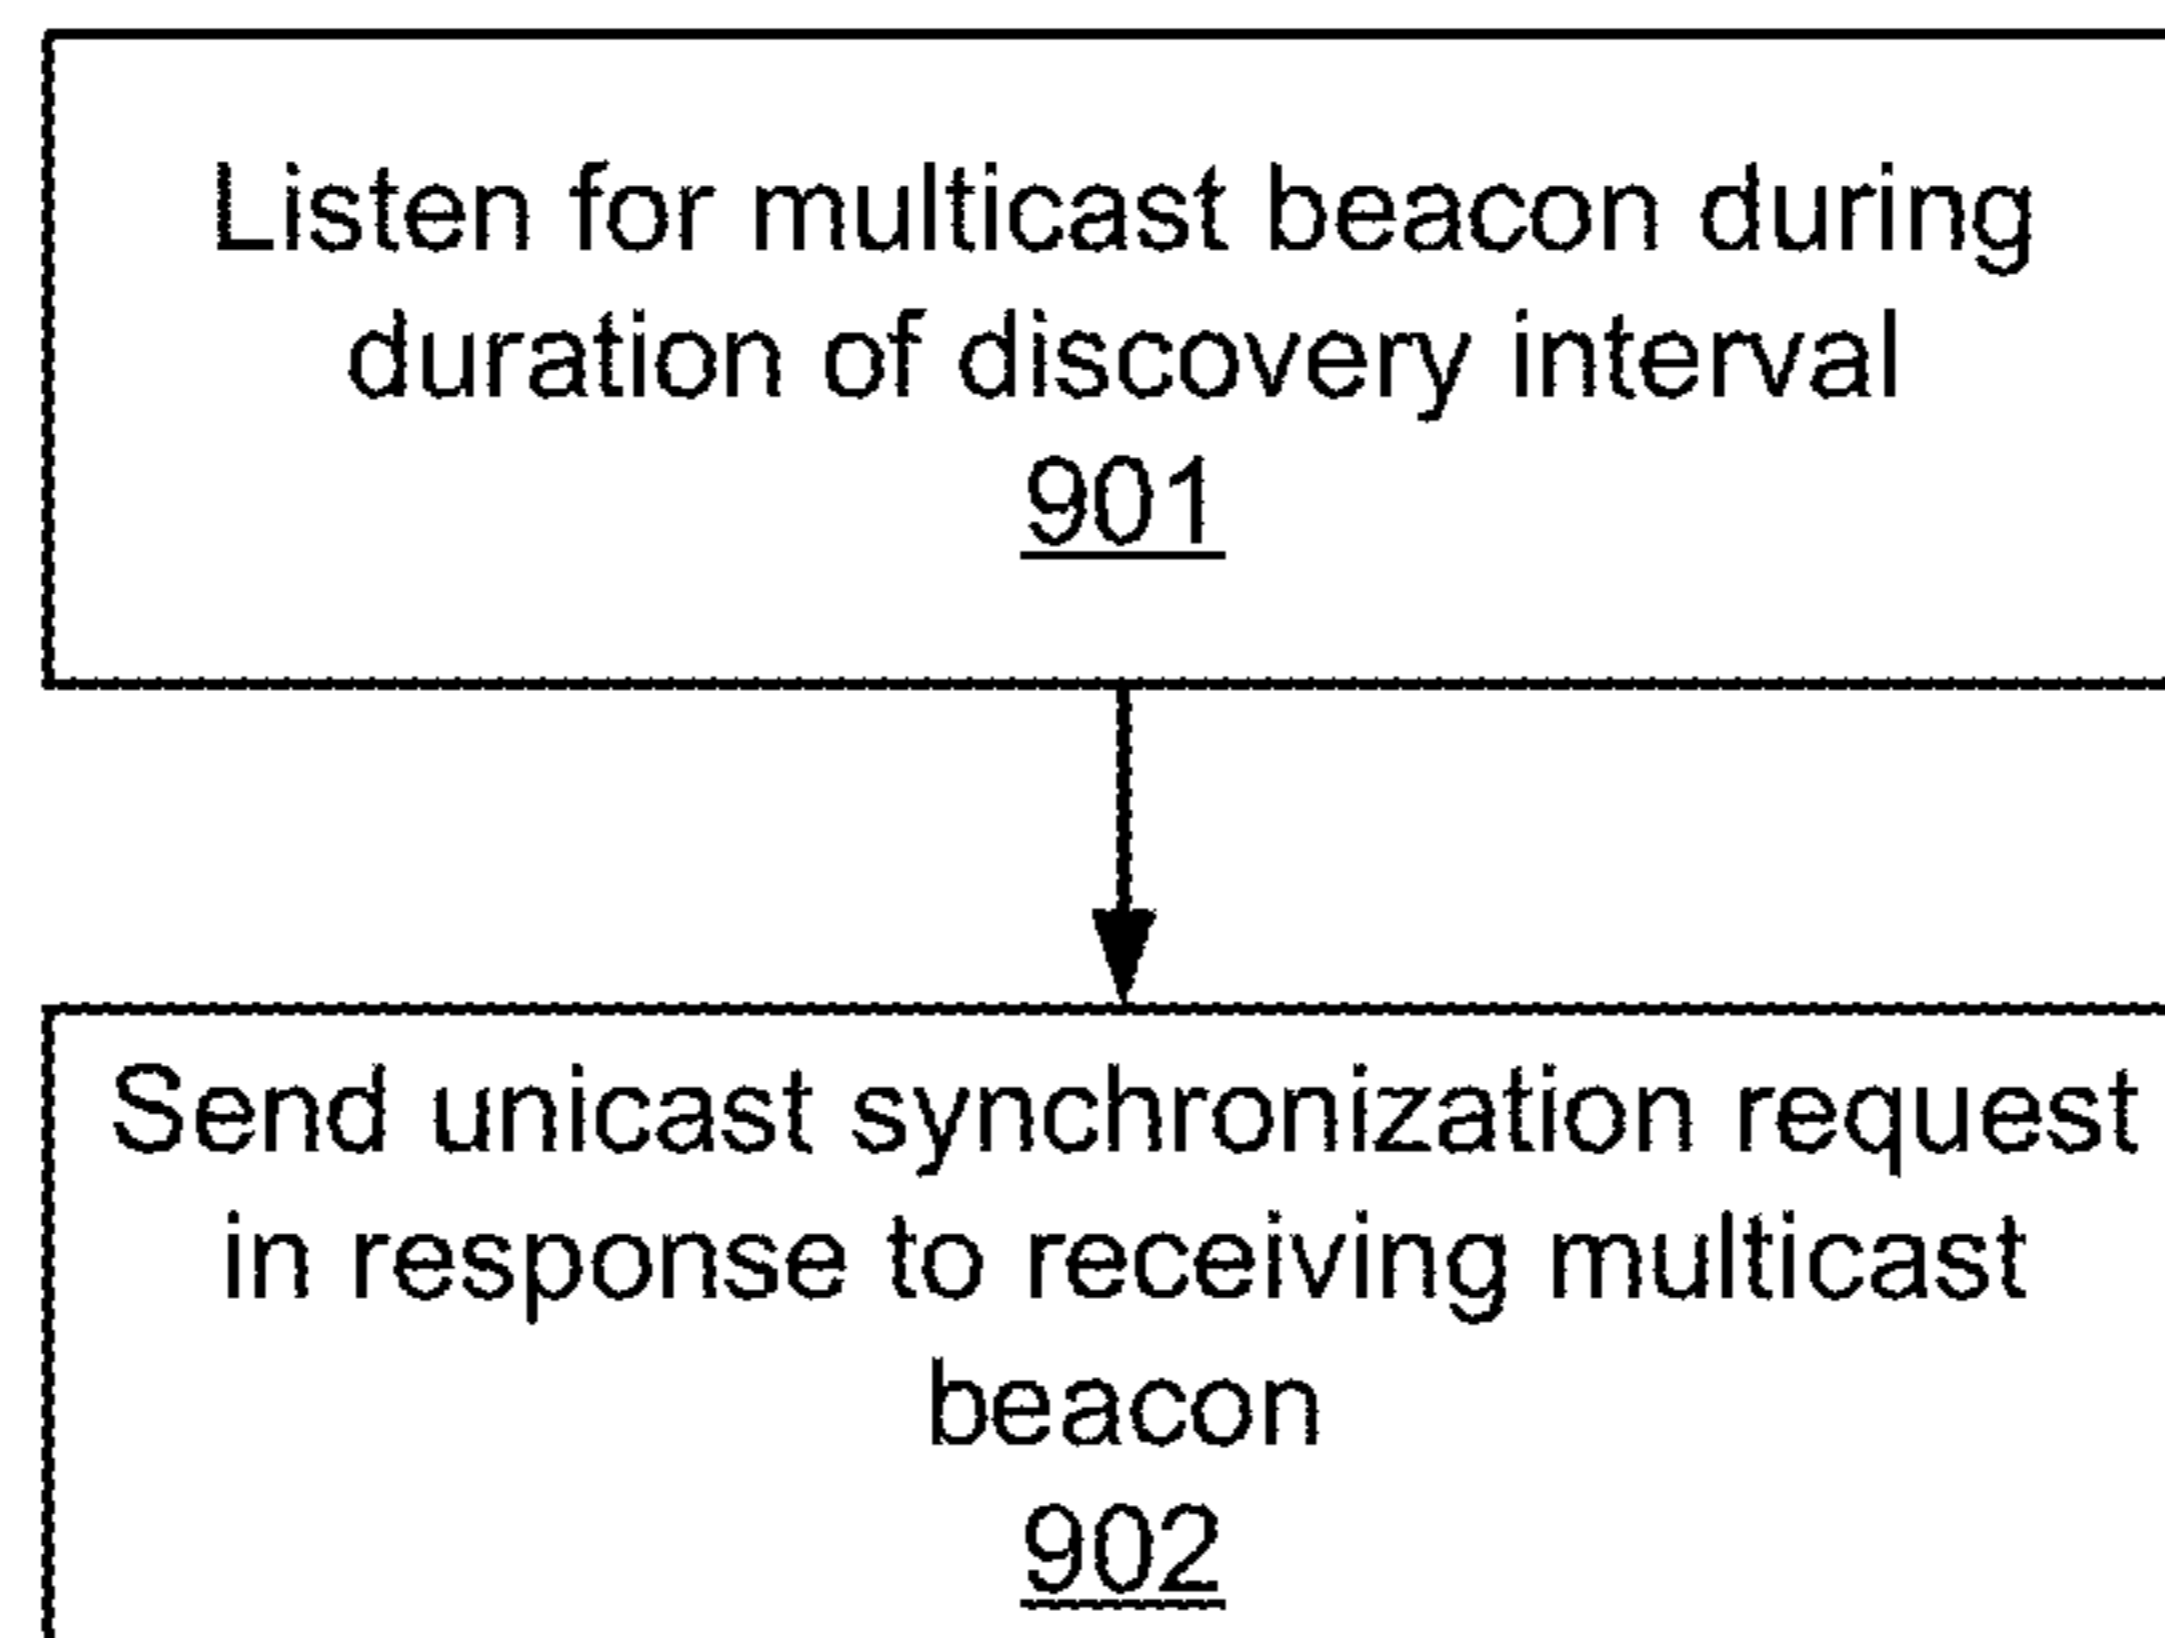 Listen for multicast beacon during
duration of discovery interval
901
Send unicast synchronization request
in response to receiving multicast
beacon
902